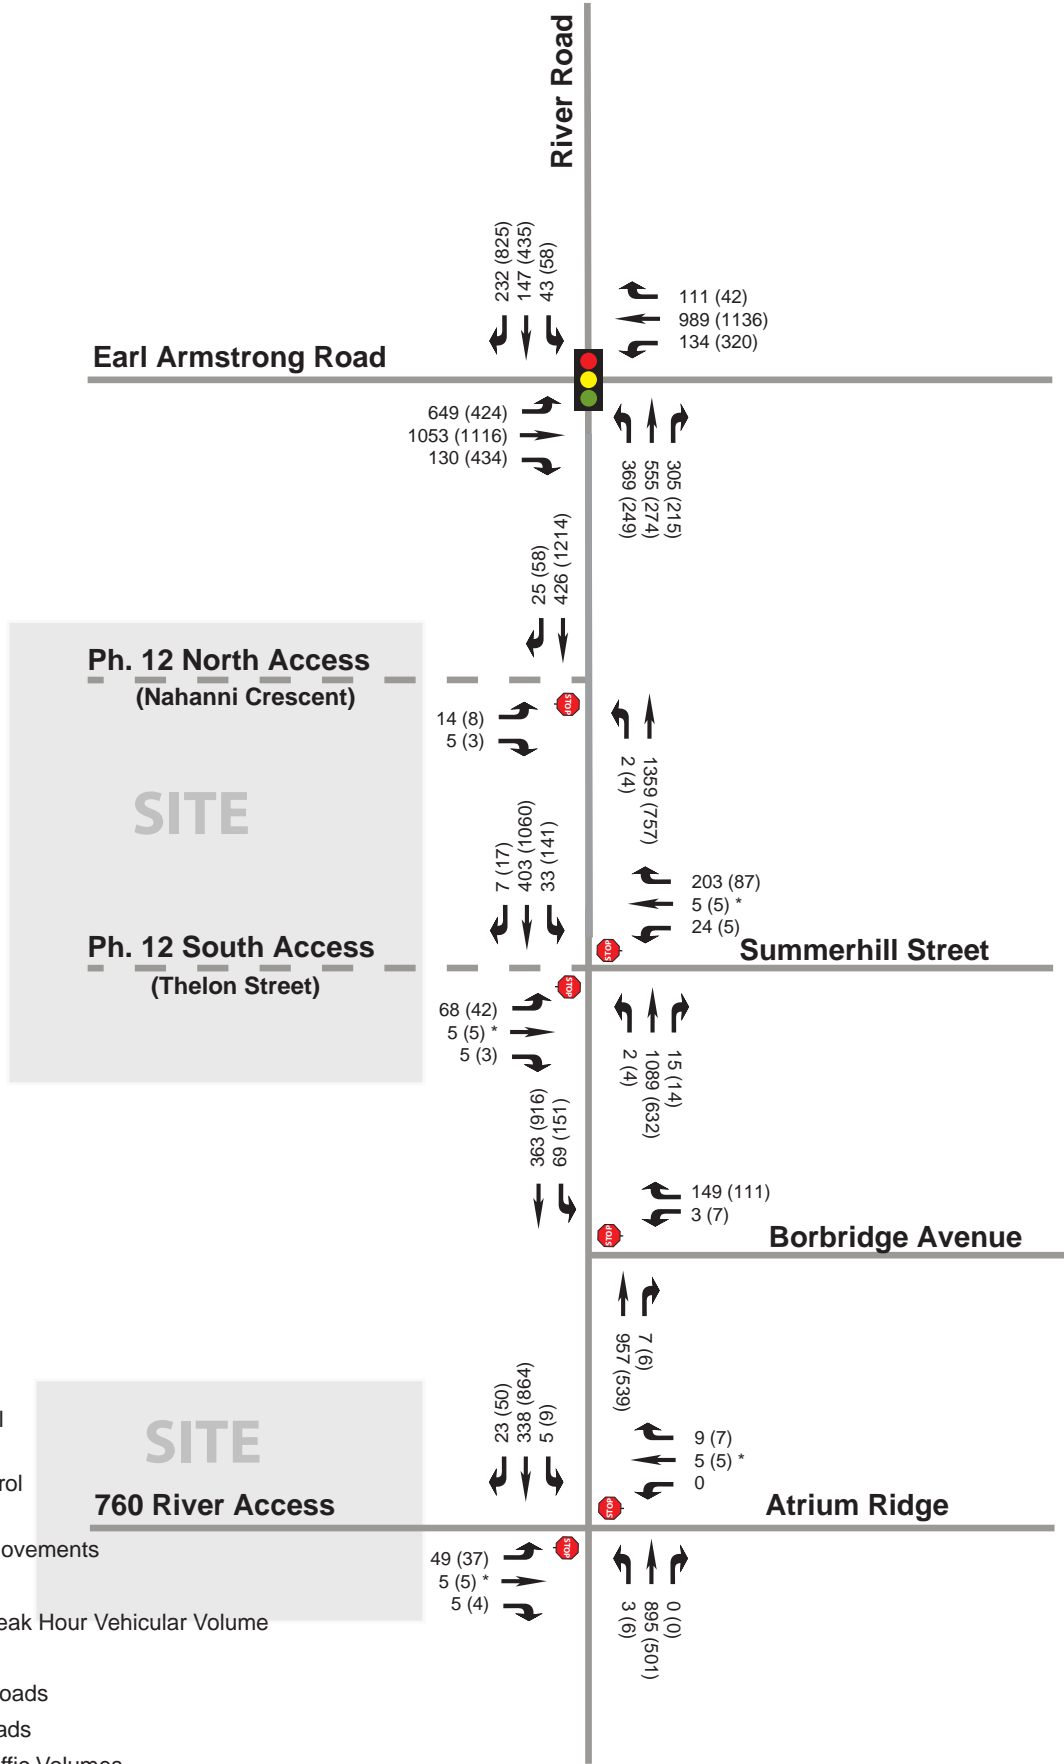 River Road
232 (825)
147 (435)
43 (58)
111 (42)
989 (1136)
134 (320)
Earl Armstrong Road
649 (424)
1053 (1116)
130 (434)
369 (249)
555 (274)
305 (215)
25 (58)
426 (1214)
Ph. 12 North Access
(Nahanni Crescent)
STOP
14 (8)
5 (3)
2 (4)
1359 (757)
SITE
7 (17)
403 (1060)
33 (141)
203 (87)
5 (5) *
24 (5)
Ph. 12 South Access
(Thelon Street)
STOP
Summerhill Street
STOP
68 (42)
5 (5) *
5 (3)
2 (4)
1089 (632)
15 (14)
363 (916)
69 (151)
149 (111)
3 (7)
STOP
Borbridge Avenue
957 (539)
7 (6)
23 (50)
338 (864)
5 (9)
SITE
9 (7)
5 (5) *
0
760 River Access
STOP
Atrium Ridge
STOP
49 (37)
5 (5) *
5 (4)
3 (6)
895 (501)
0 (0)
ovements
eak Hour Vehicular Volume
oads
ads